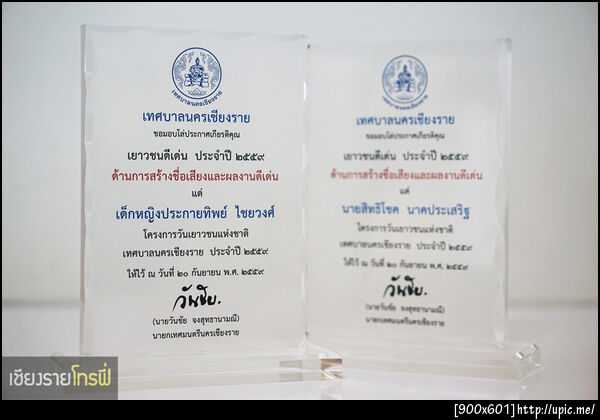 เทศบาลนครเชียงราย
เทศบาลนครเชียงราย
ขอมอบโล่ประกาศเกียรติคุณ
เยาวชนดีเด่น ประจำปี ๒๕๕๙
ด้านการสร้างชื่อเสียงและผลงานดีเด่น
แด่
เด็กหญิงประกายทิพย์ ไชยวงศ์
โครงการวันเยาวชนแห่งชาติ
เทศบาลนครเชียงราย ประจำปี ๒๕๕๙
ให้ไว้ ณ วันที่ ๒๐ กันยายน พ.ศ. ๒๕๕๙
วันชัย.
(นายวันชัย จงสุทธานามณี)
นายกเทศมนตรีนครเชียงราย
เทศบาลนครเชียงราย
เทศบาลนครเชียงราย
ขอมอบโล่ประกาศเกียรติคุณ
เยาวชนดีเด่น ประจำปี ๒๕๕๙
ด้านการสร้างชื่อเสียงและผลงานดีเด่น
แด่
นายสิทธิโชค นาคประเสริฐ
โครงการวันเยาวชนแห่งชาติ
เทศบาลนครเชียงราย ประจำปี ๒๕๕๙
ให้ไว้ ณ วันที่ ๒๐ กันยายน พ.ศ. ๒๕๕๙
วันชัย.
(นายวันชัย จงสุทธานามณี)
นายกเทศมนตรีนครเชียงราย
เชียงรายโทรฟี่
[900x601]http://upic.me/